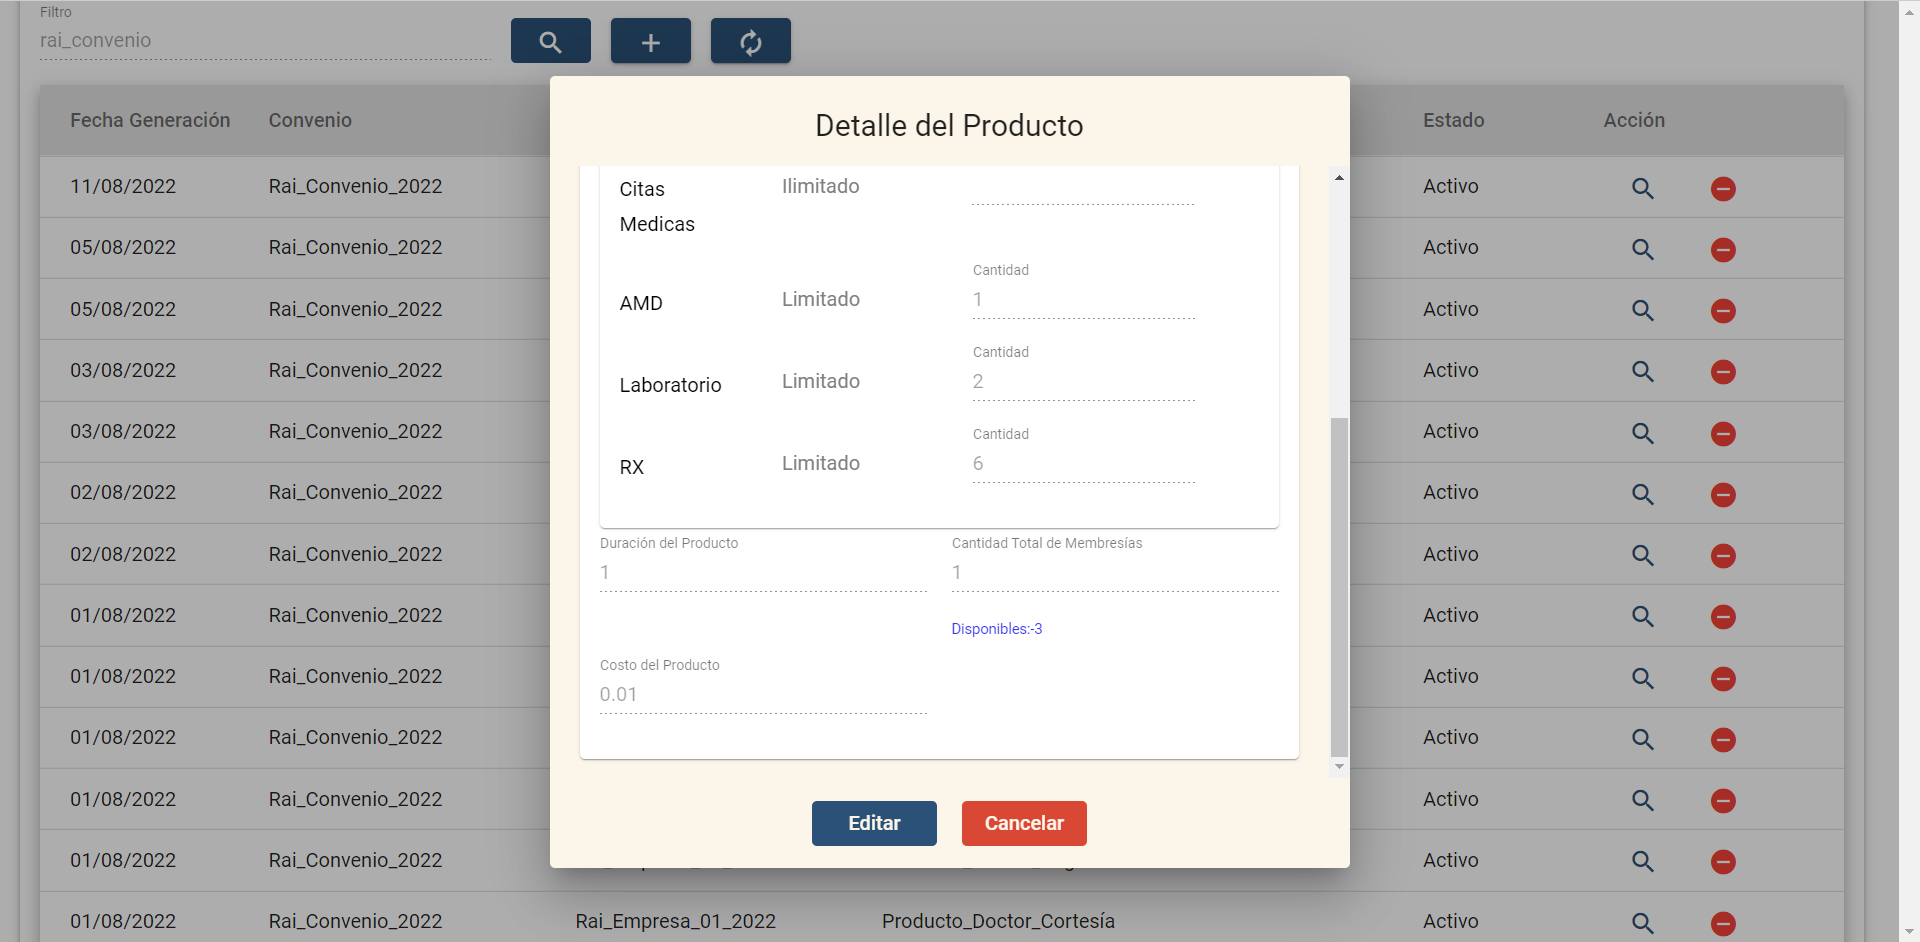 Filtro
rai_convenio
Fecha Generación Convenio Estado Acción
11/08/2022 Rai_Convenio_2022 Activo
05/08/2022 Rai_Convenio_2022 Activo
05/08/2022 Rai_Convenio_2022 Activo
03/08/2022 Rai_Convenio_2022 Activo
03/08/2022 Rai_Convenio_2022 Activo
02/08/2022 Rai_Convenio_2022 Activo
02/08/2022 Rai_Convenio_2022 Activo
01/08/2022 Rai_Convenio_2022 Activo
01/08/2022 Rai_Convenio_2022 Activo
01/08/2022 Rai_Convenio_2022 Activo
01/08/2022 Rai_Convenio_2022 Activo
01/08/2022 Rai_Convenio_2022 Activo
01/08/2022 Rai_Convenio_2022 Rai_Empresa_01_2022 Producto_Doctor_Cortesía Activo
Detalle del Producto
Citas Ilimitado
Medicas
Cantidad
AMD Limitado 1
Cantidad
Laboratorio Limitado 2
Cantidad
RX Limitado 6
Duración del Producto Cantidad Total de Membresías
1 1
Disponibles:-3
Costo del Producto
0.01
Editar Cancelar